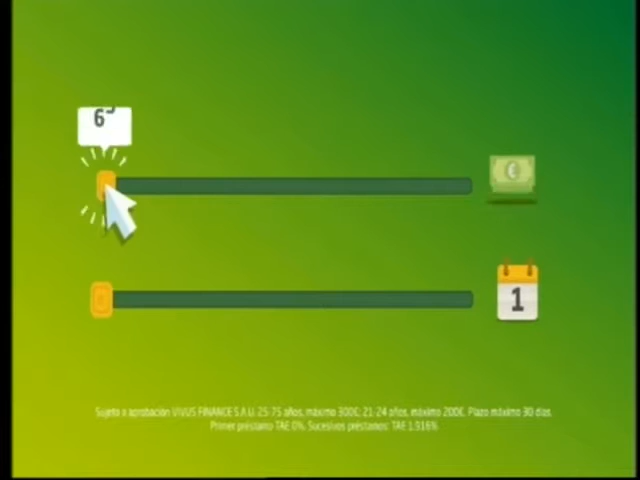 6
€
1
Sujeto a aprobación VIVUS FINANCE S.A.U. 25-75 años, máximo 300€; 21-24 años, máximo 200€. Plazo máximo 30 días.
Primer préstamo TAE 0%. Sucesivos préstamos: TAE 1.916%